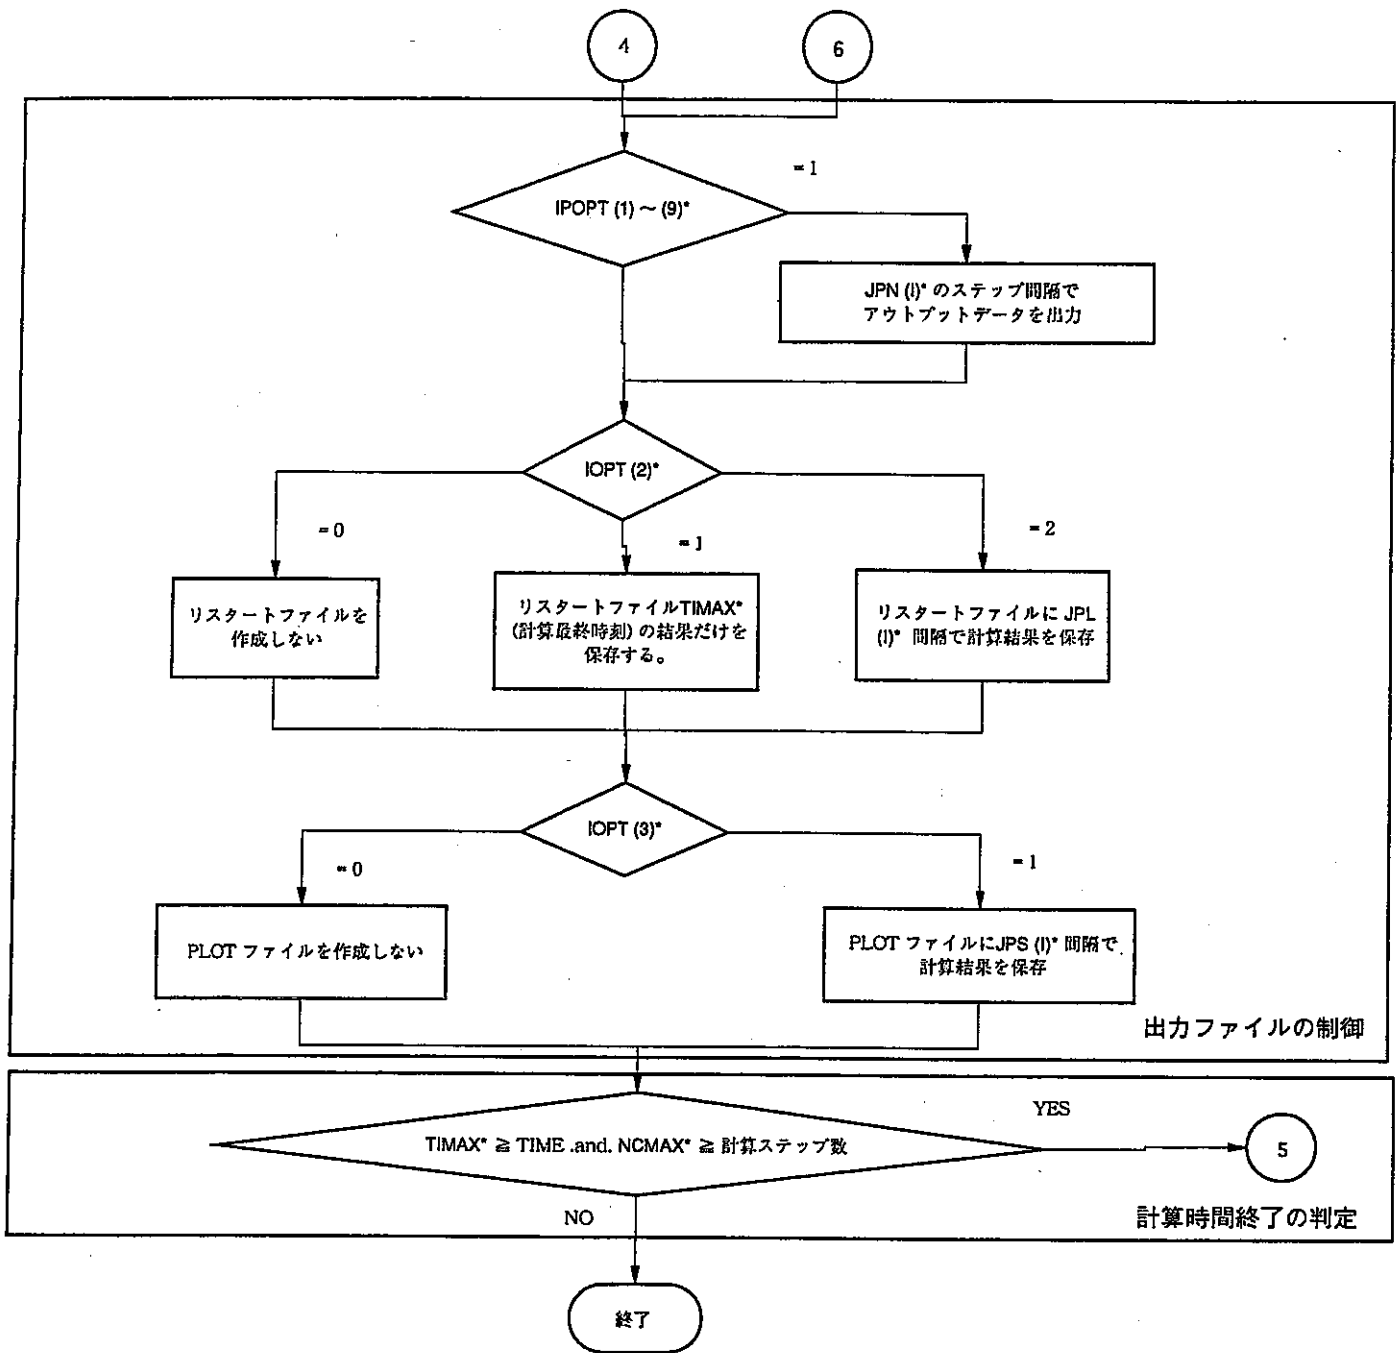 4
6
= 1
IPOPT (1) ~ (9)*
JPN (I)* のステップ間隔で
アウトプットデータを出力
IOPT (2)*
= 0
= 1
= 2
リスタートファイルを
作成しない
リスタートファイルTIMAX*
(計算最終時刻) の結果だけを
保存する。
リスタートファイルに JPL
(I)* 間隔で計算結果を保存
IOPT (3)*
= 0
= 1
PLOT ファイルを作成しない
PLOT ファイルにJPS (I)* 間隔で
計算結果を保存
出力ファイルの制御
YES
TIMAX* ≧ TIME .and. NCMAX* ≧ 計算ステップ数
5
NO
計算時間終了の判定
終了